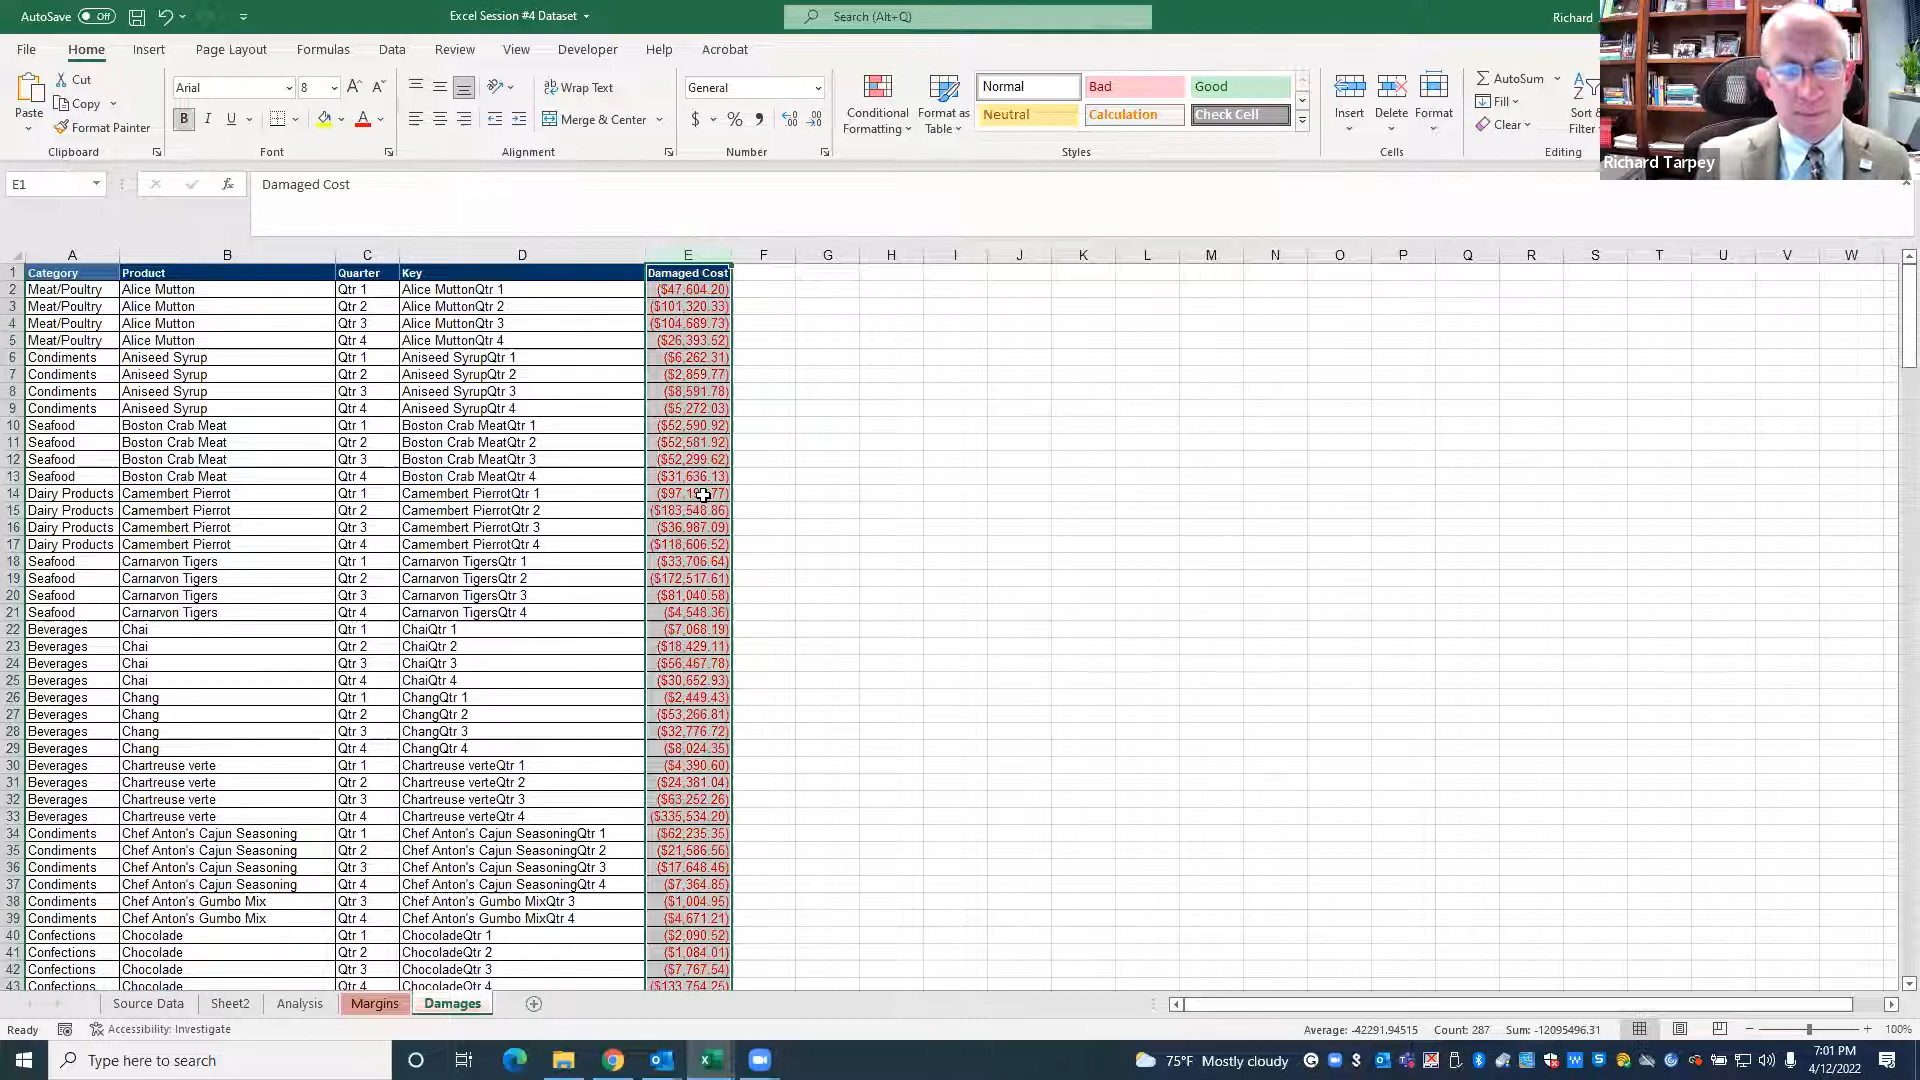 AutoSave Off Excel Session #4 Dataset Search (Alt+Q) Richard
File Home Insert Page Layout Formulas Data Review View Developer Help Acrobat
Paste Cut Copy Format Painter Clipboard
Arial 8 A A B I U A Font
Wrap Text Merge & Center Alignment
General $ % , Number
Conditional Formatting Format as Table
Normal Bad Good
Neutral Calculation Check Cell
Styles
Insert Delete Format Cells
AutoSum Fill Clear Sort & Filter Editing
Richard Tarpey
E1 fx Damaged Cost
A B C D E F G H I J K L M N O P Q R S T U V W
1 Category Product Quarter Key Damaged Cost
2 Meat/Poultry Alice Mutton Qtr 1 Alice MuttonQtr 1 ($47,604.20)
3 Meat/Poultry Alice Mutton Qtr 2 Alice MuttonQtr 2 ($101,320.33)
4 Meat/Poultry Alice Mutton Qtr 3 Alice MuttonQtr 3 ($104,689.73)
5 Meat/Poultry Alice Mutton Qtr 4 Alice MuttonQtr 4 ($26,393.52)
6 Condiments Aniseed Syrup Qtr 1 Aniseed SyrupQtr 1 ($6,262.31)
7 Condiments Aniseed Syrup Qtr 2 Aniseed SyrupQtr 2 ($2,859.77)
8 Condiments Aniseed Syrup Qtr 3 Aniseed SyrupQtr 3 ($8,591.78)
9 Condiments Aniseed Syrup Qtr 4 Aniseed SyrupQtr 4 ($5,272.03)
10 Seafood Boston Crab Meat Qtr 1 Boston Crab MeatQtr 1 ($52,590.92)
11 Seafood Boston Crab Meat Qtr 2 Boston Crab MeatQtr 2 ($52,581.92)
12 Seafood Boston Crab Meat Qtr 3 Boston Crab MeatQtr 3 ($52,299.62)
13 Seafood Boston Crab Meat Qtr 4 Boston Crab MeatQtr 4 ($31,636.13)
14 Dairy Products Camembert Pierrot Qtr 1 Camembert PierrotQtr 1
15 Dairy Products Camembert Pierrot Qtr 2 Camembert PierrotQtr 2 ($183,548.86)
16 Dairy Products Camembert Pierrot Qtr 3 Camembert PierrotQtr 3 ($36,987.09)
17 Dairy Products Camembert Pierrot Qtr 4 Camembert PierrotQtr 4 ($118,606.52)
18 Seafood Carnarvon Tigers Qtr 1 Carnarvon TigersQtr 1 ($33,706.64)
19 Seafood Carnarvon Tigers Qtr 2 Carnarvon TigersQtr 2 ($172,517.61)
20 Seafood Carnarvon Tigers Qtr 3 Carnarvon TigersQtr 3 ($81,040.58)
21 Seafood Carnarvon Tigers Qtr 4 Carnarvon TigersQtr 4 ($4,548.36)
22 Beverages Chai Qtr 1 ChaiQtr 1 ($7,068.19)
23 Beverages Chai Qtr 2 ChaiQtr 2 ($18,429.11)
24 Beverages Chai Qtr 3 ChaiQtr 3 ($56,467.78)
25 Beverages Chai Qtr 4 ChaiQtr 4 ($30,652.93)
26 Beverages Chang Qtr 1 ChangQtr 1 ($2,449.43)
27 Beverages Chang Qtr 2 ChangQtr 2 ($53,266.81)
28 Beverages Chang Qtr 3 ChangQtr 3 ($32,776.72)
29 Beverages Chang Qtr 4 ChangQtr 4 ($8,024.35)
30 Beverages Chartreuse verte Qtr 1 Chartreuse verteQtr 1 ($4,390.60)
31 Beverages Chartreuse verte Qtr 2 Chartreuse verteQtr 2 ($24,381.04)
32 Beverages Chartreuse verte Qtr 3 Chartreuse verteQtr 3 ($63,252.26)
33 Beverages Chartreuse verte Qtr 4 Chartreuse verteQtr 4 ($335,534.20)
34 Condiments Chef Anton's Cajun Seasoning Qtr 1 Chef Anton's Cajun SeasoningQtr 1 ($62,235.35)
35 Condiments Chef Anton's Cajun Seasoning Qtr 2 Chef Anton's Cajun SeasoningQtr 2 ($21,586.56)
36 Condiments Chef Anton's Cajun Seasoning Qtr 3 Chef Anton's Cajun SeasoningQtr 3 ($17,648.46)
37 Condiments Chef Anton's Cajun Seasoning Qtr 4 Chef Anton's Cajun SeasoningQtr 4 ($7,364.85)
38 Condiments Chef Anton's Gumbo Mix Qtr 3 Chef Anton's Gumbo MixQtr 3 ($1,004.95)
39 Condiments Chef Anton's Gumbo Mix Qtr 4 Chef Anton's Gumbo MixQtr 4 ($4,671.21)
40 Confections Chocolade Qtr 1 ChocoladeQtr 1 ($2,090.52)
41 Confections Chocolade Qtr 2 ChocoladeQtr 2 ($1,084.01)
42 Confections Chocolade Qtr 3 ChocoladeQtr 3 ($7,767.54)
43 Confections Chocolade Qtr 4 ChocoladeQtr 4 ($133,754.25)
Source Data Sheet2 Analysis Margins Damages
Ready Accessibility: Investigate Average: -42291.94515 Count: 287 Sum: -12095496.31 100%
Type here to search 75°F Mostly cloudy 7:01 PM
4/12/2022